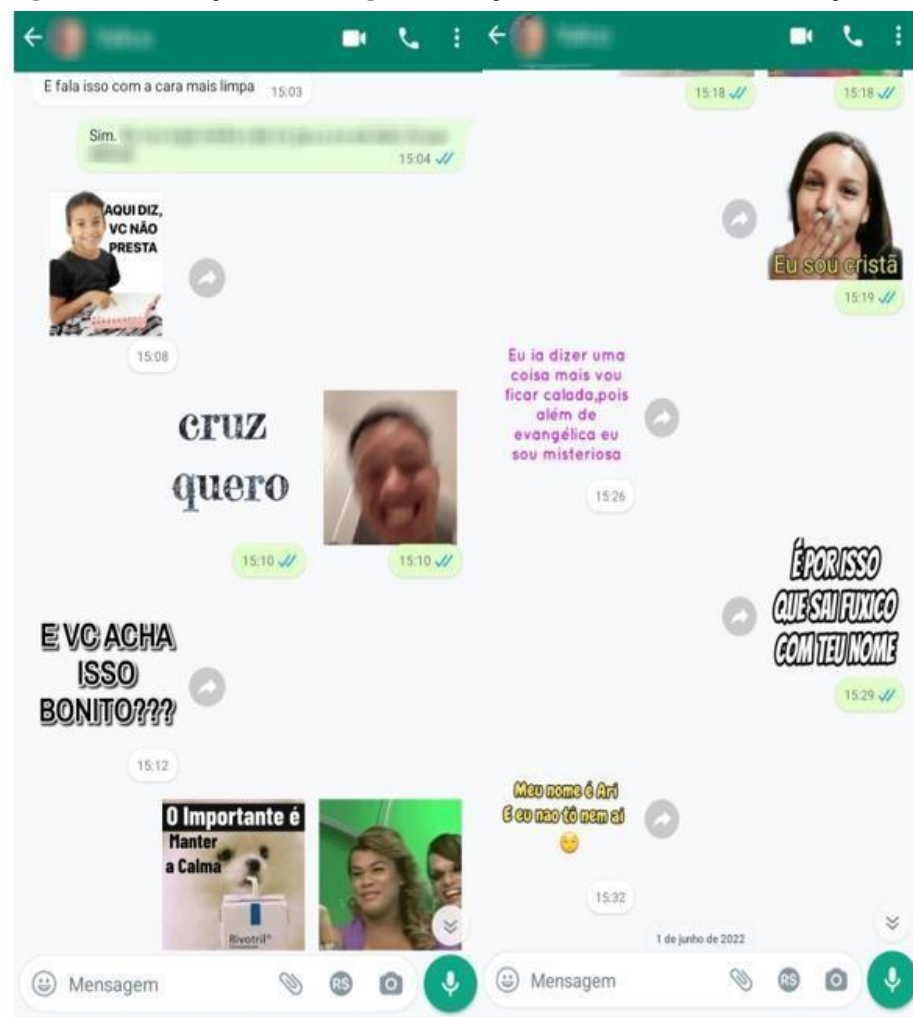 E fala isso com a cara mais limpa 15:03
Sim.
15:04
AQUI DIZ,
VC NÃO
PRESTA
15:08
cruz
quero
15:10
15:10
E VC ACHA
ISSO
BONITO???
15:12
O Importante é
Manter
a Calma
Rivotril®
Mensagem
R$
15:18
15:18
Eu sou cristã
15:19
Eu ia dizer uma
coisa mais vou
ficar calada,pois
além de
evangélica eu
sou misteriosa
15:26
É POR ISSO
QUE SAI FUXICO
COM TEU NOME
15:29
Meu nome é Ari
E eu nao tô nem aí
15:32
1 de junho de 2022
Mensagem
R$